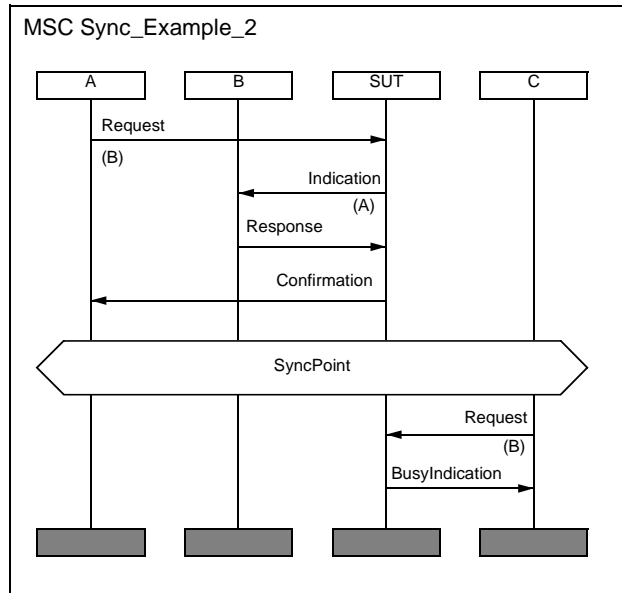 MSC Sync_Example_2
A
B
SUT
C
Request
(B)
Indication
(A)
Response
Confirmation
SyncPoint
Request
(B)
BusyIndication